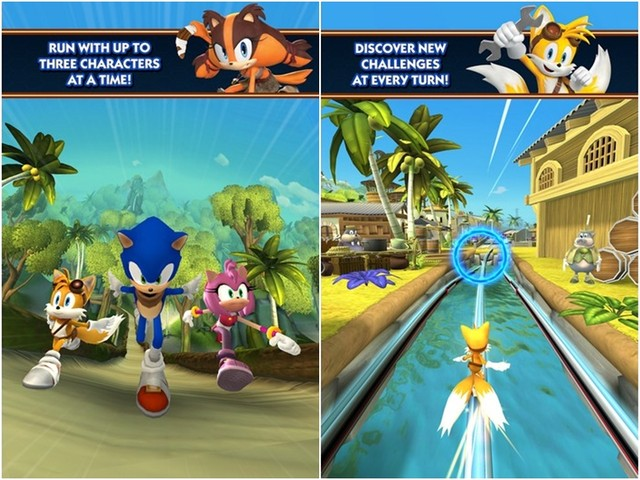 RUN WITH UP TO
THREE CHARACTERS
AT A TIME!
DISCOVER NEW
CHALLENGES
AT EVERY TURN!